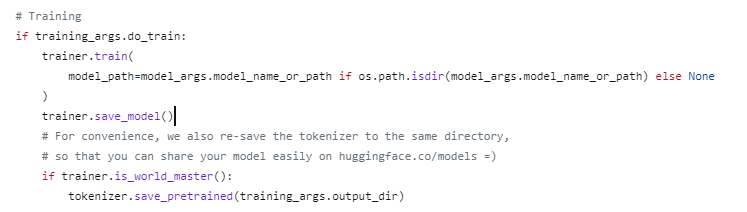 # Training
if training_args.do_train:
    trainer.train(
        model_path=model_args.model_name_or_path if os.path.isdir(model_args.model_name_or_path) else None
    )
    trainer.save_model()
    # For convenience, we also re-save the tokenizer to the same directory,
    # so that you can share your model easily on huggingface.co/models =)
    if trainer.is_world_master():
        tokenizer.save_pretrained(training_args.output_dir)